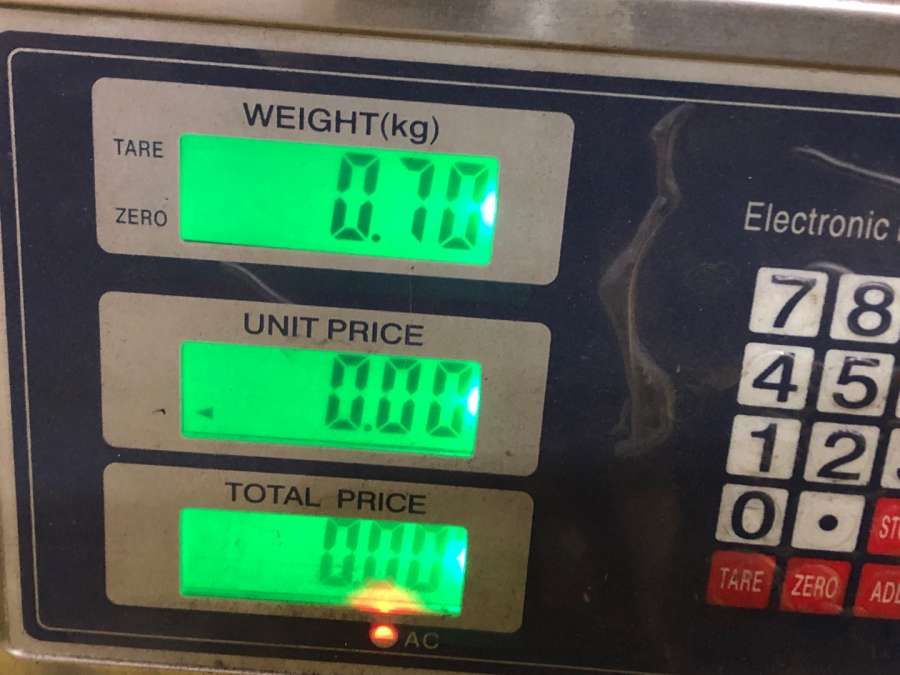 WEIGHT(kg)
TARE
0.70
ZERO
UNIT PRICE
0.00
TOTAL PRICE
0.00
AC
Electronic
7 8
4 5
1 2
0 .
TARE ZERO